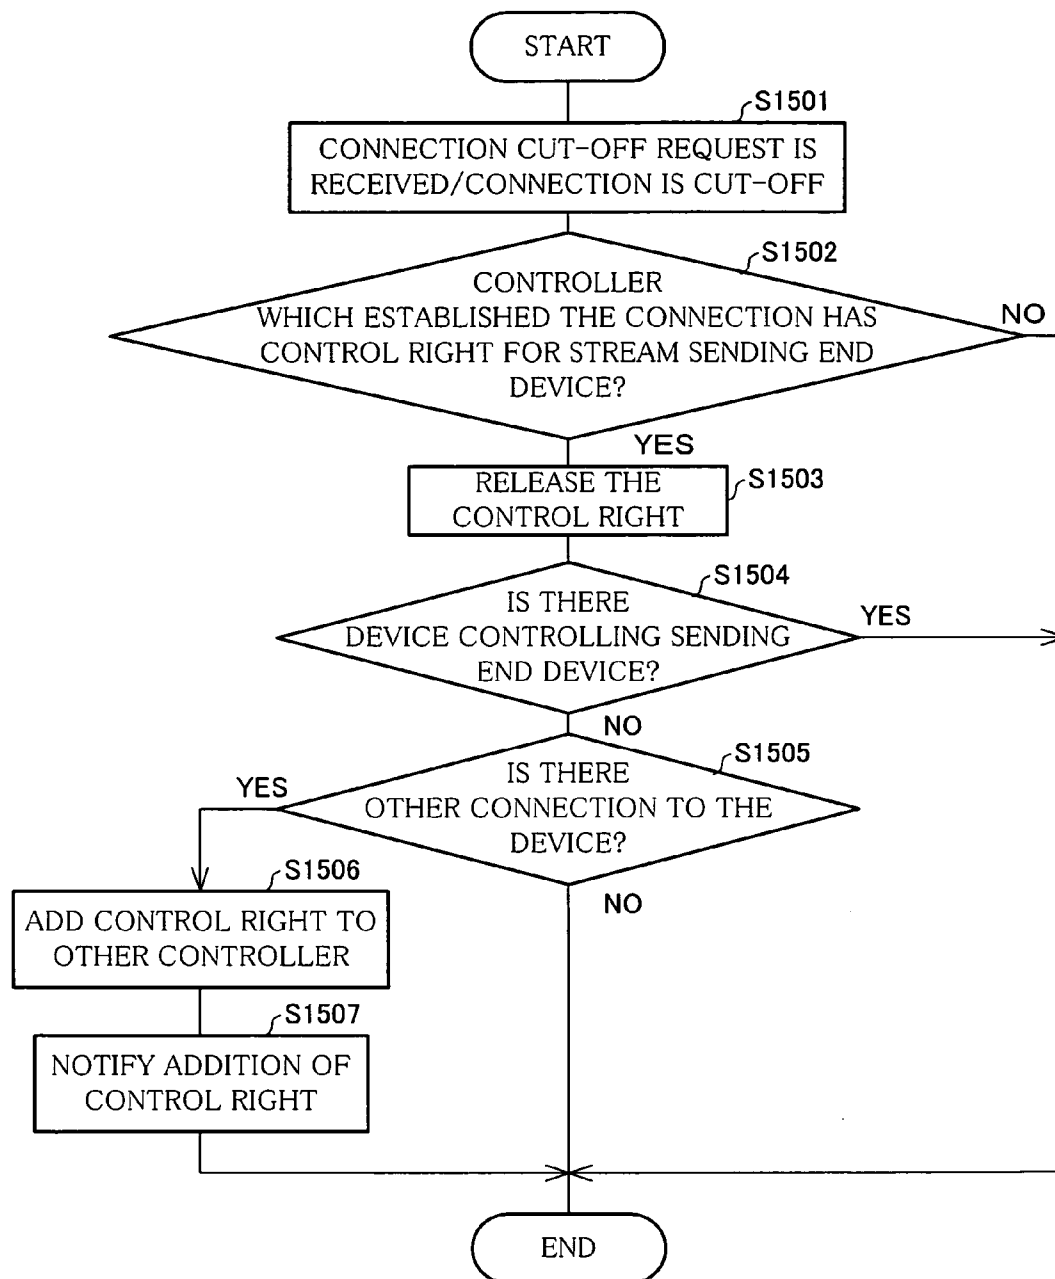 START
S1501
CONNECTION CUT-OFF REQUEST IS
RECEIVED/CONNECTION IS CUT-OFF
S1502
CONTROLLER
WHICH ESTABLISHED THE CONNECTION HAS
CONTROL RIGHT FOR STREAM SENDING END
DEVICE?
NO
YES
S1503
RELEASE THE
CONTROL RIGHT
S1504
IS THERE
DEVICE CONTROLLING SENDING
END DEVICE?
YES
NO
S1505
IS THERE
OTHER CONNECTION TO THE
DEVICE?
YES
NO
S1506
ADD CONTROL RIGHT TO
OTHER CONTROLLER
S1507
NOTIFY ADDITION OF
CONTROL RIGHT
END